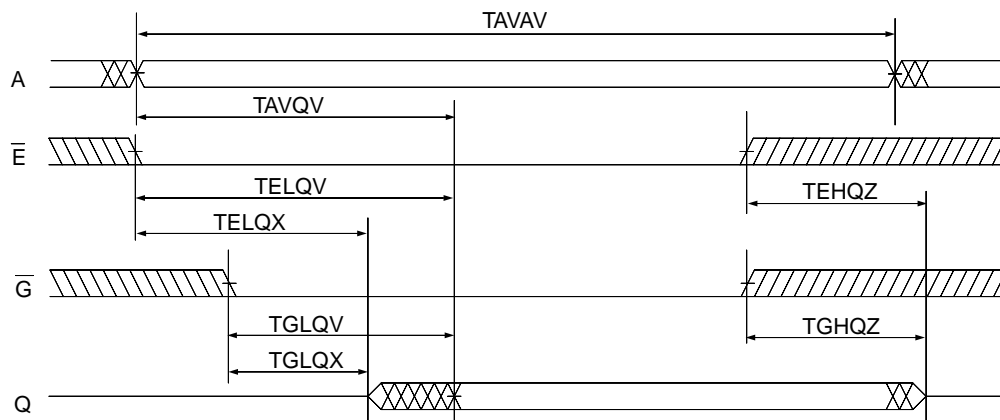 TAVAV
A
TAVQV
E
TELQV
TEHQZ
TELQX
G
TGLQV
TGHQZ
TGLQX
Q